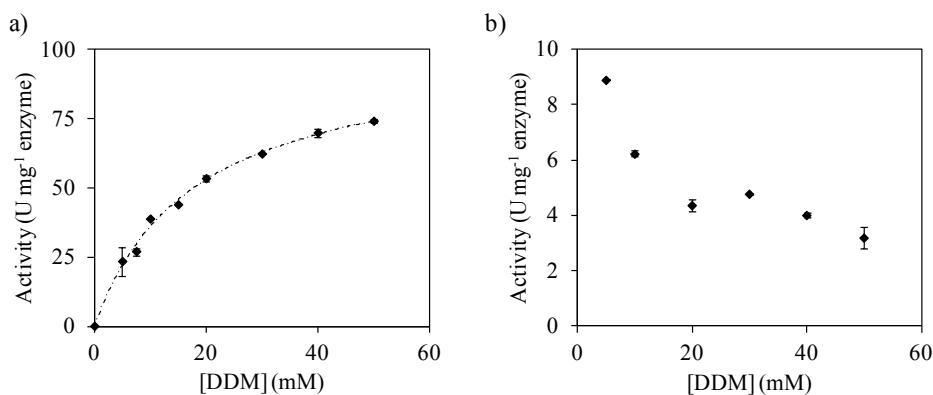 a)
100
75
50
25
0
Activity (U mg⁻¹ enzyme)
0 20 40 60
[DDM] (mM)
b)
10
8
6
4
2
0
Activity (U mg⁻¹ enzyme)
0 20 40 60
[DDM] (mM)